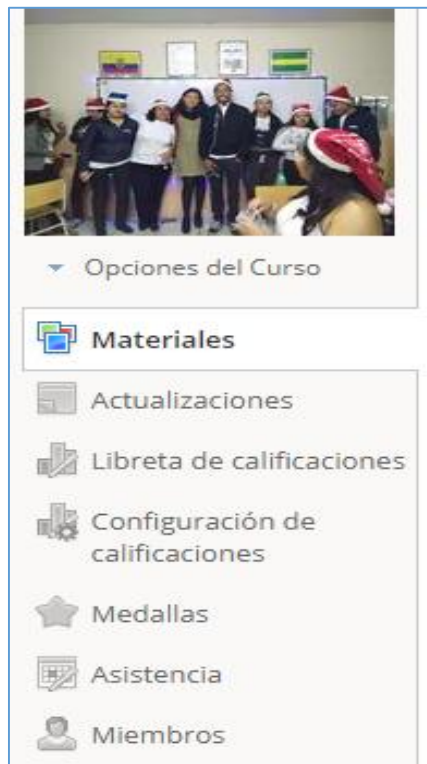 Opciones del Curso
Materiales
Actualizaciones
Libreta de calificaciones
Configuración de
calificaciones
Medallas
Asistencia
Miembros